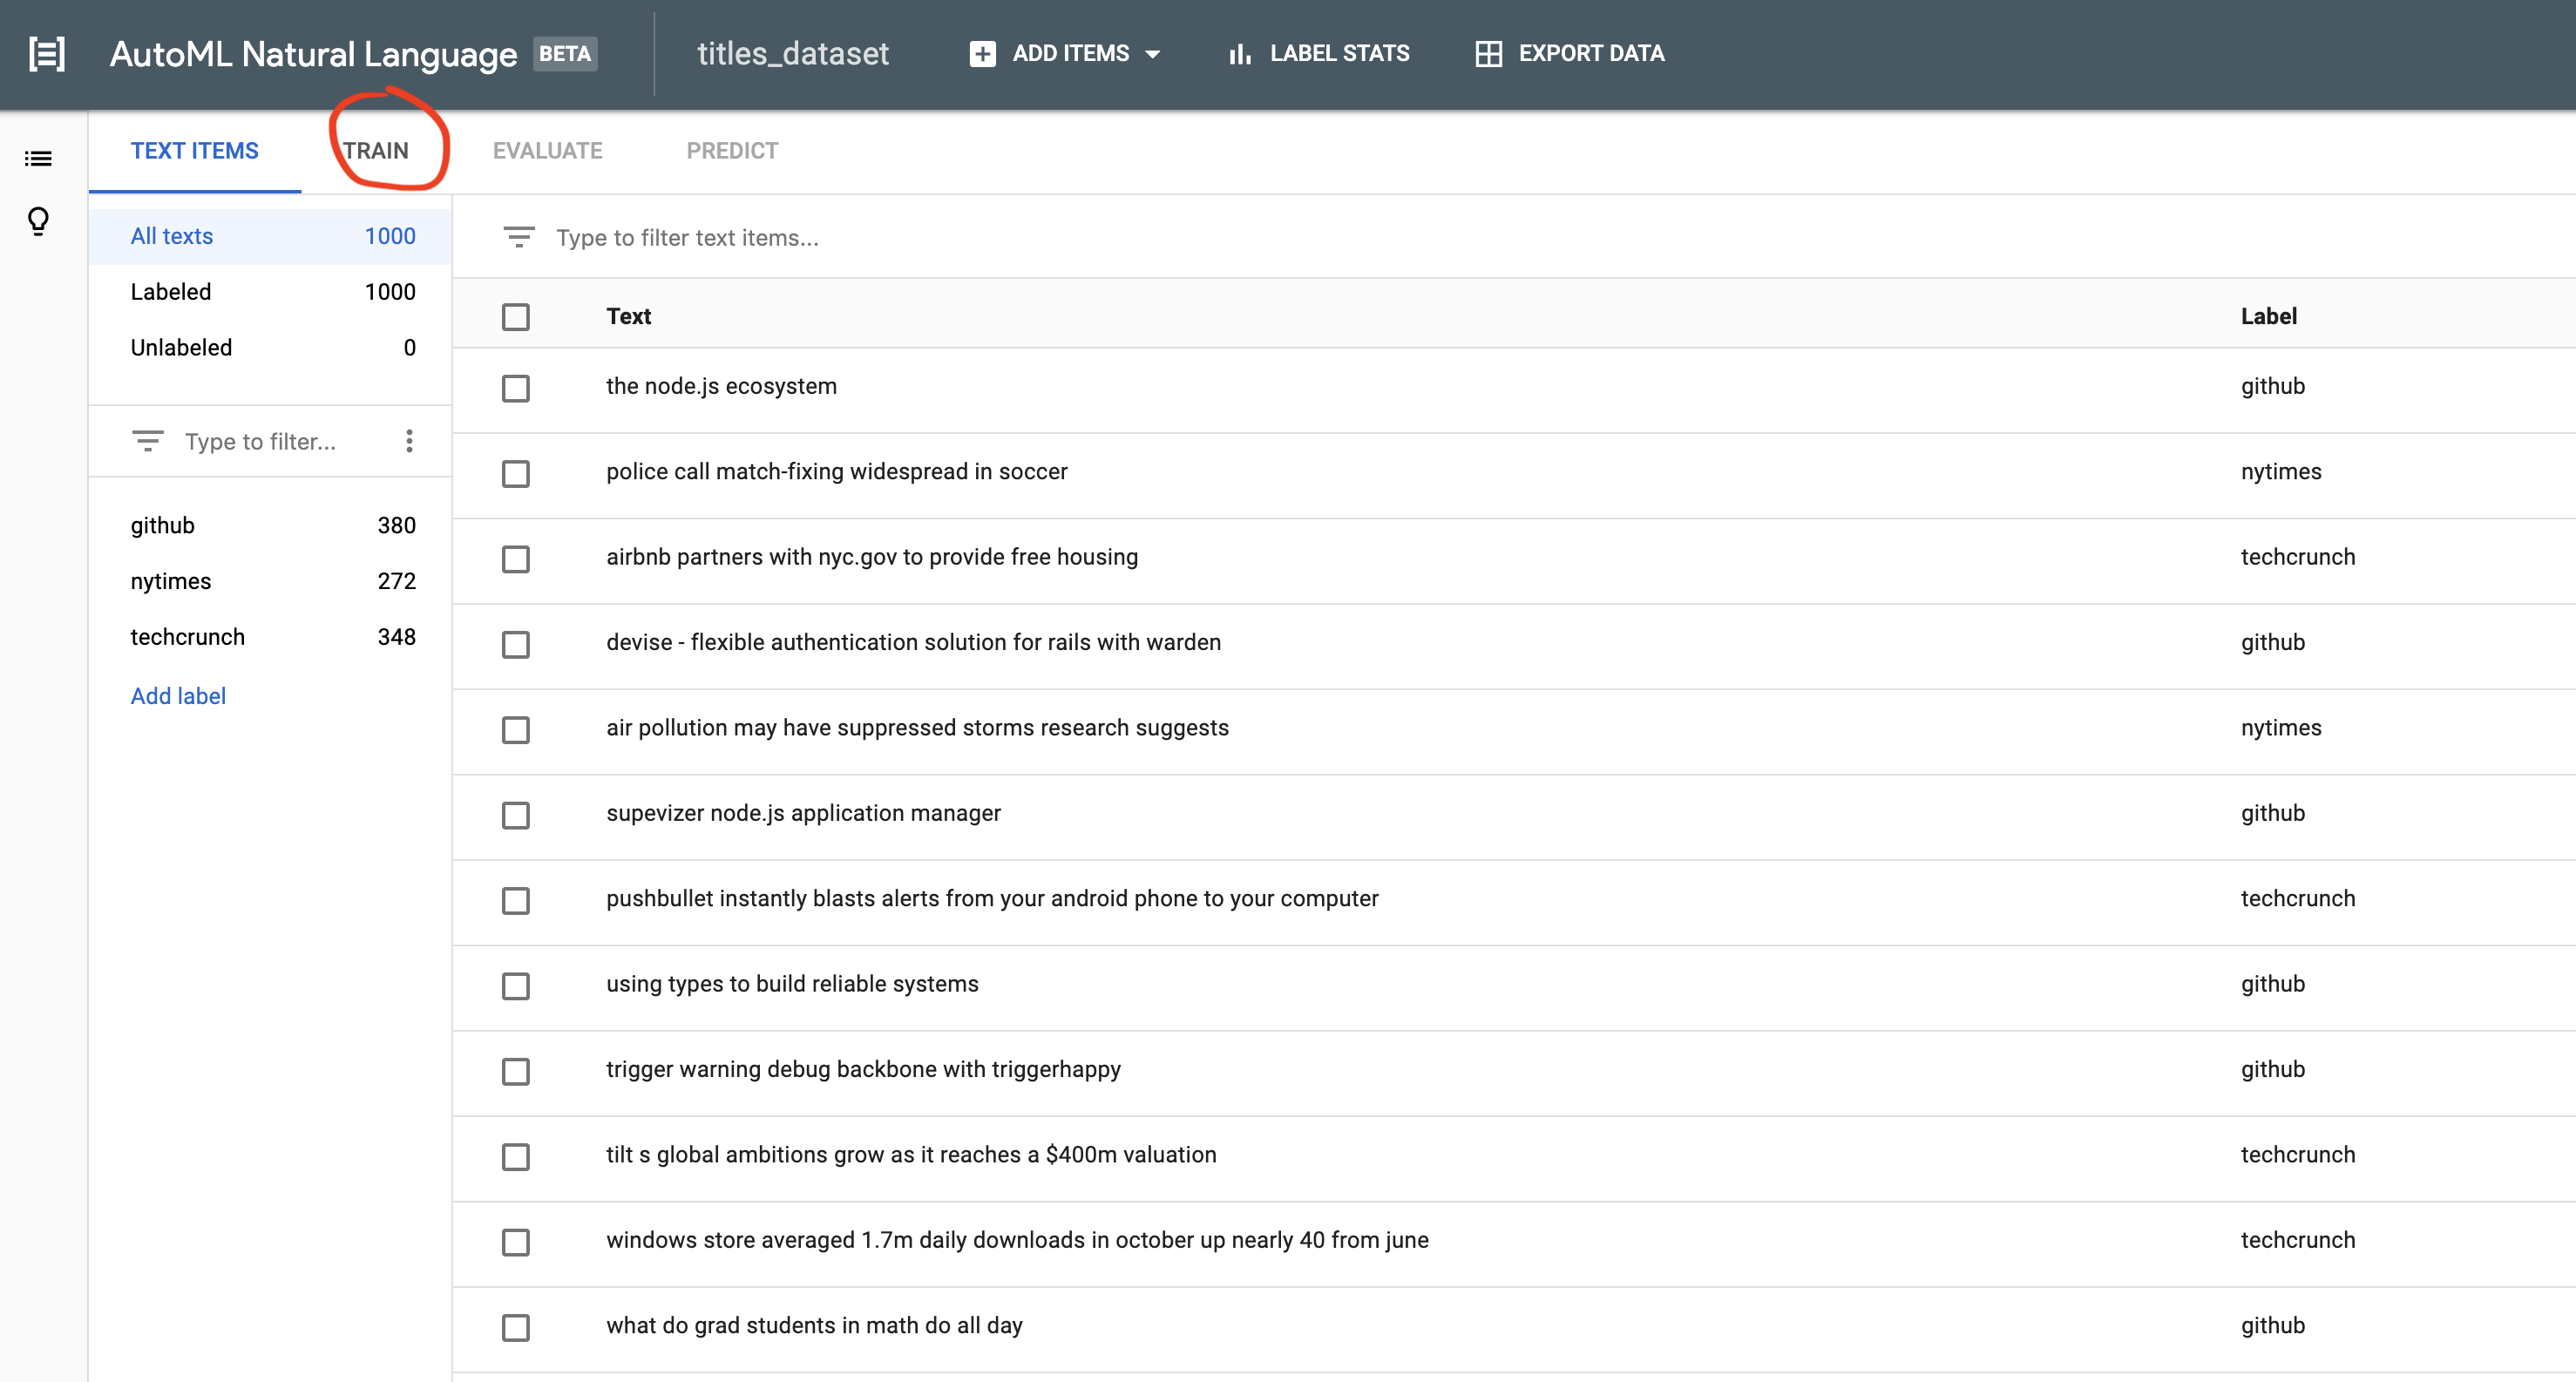 AutoML Natural Language BETA titles_dataset ADD ITEMS LABEL STATS EXPORT DATA
TEXT ITEMS TRAIN EVALUATE PREDICT
All texts 1000
Labeled 1000
Unlabeled 0
Type to filter...
github 380
nytimes 272
techcrunch 348
Add label
Type to filter text items...
Text Label
the node.js ecosystem github
police call match-fixing widespread in soccer nytimes
airbnb partners with nyc.gov to provide free housing techcrunch
devise - flexible authentication solution for rails with warden github
air pollution may have suppressed storms research suggests nytimes
supevizer node.js application manager github
pushbullet instantly blasts alerts from your android phone to your computer techcrunch
using types to build reliable systems github
trigger warning debug backbone with triggerhappy github
tilt s global ambitions grow as it reaches a $400m valuation techcrunch
windows store averaged 1.7m daily downloads in october up nearly 40 from june techcrunch
what do grad students in math do all day github